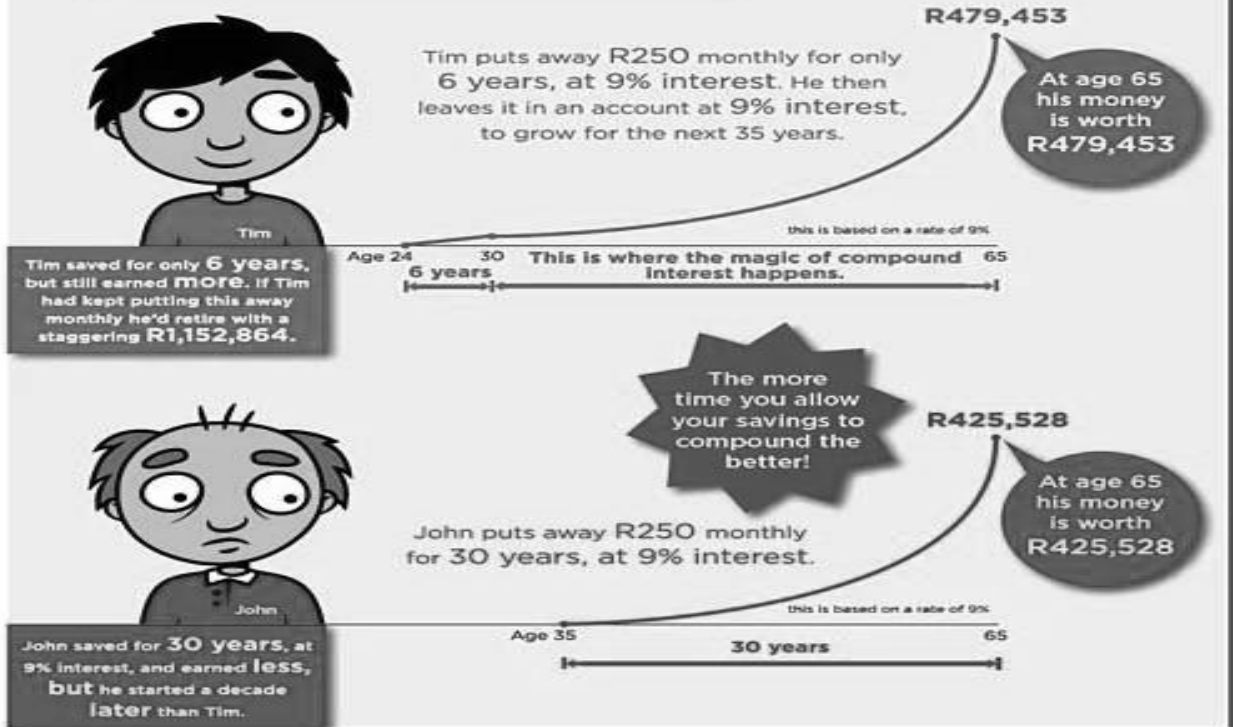 R479,453
Tim puts away R250 monthly for only
6 years, at 9% interest. He then
leaves it in an account at 9% interest,
to grow for the next 35 years.
At age 65
his money
is worth
R479,453
Tim
this is based on a rate of 9%
Age 24
30
65
6 years
This is where the magic of compound
interest happens.
Tim saved for only 6 years,
but still earned more. If Tim
had kept putting this away
monthly he'd retire with a
staggering R1,152,864.
The more
time you allow
your savings to
compound the
better!
R425,528
At age 65
his money
is worth
R425,528
John puts away R250 monthly
for 30 years, at 9% interest.
John
this is based on a rate of 9%
Age 35
65
30 years
John saved for 30 years, at
9% interest, and earned less,
but he started a decade
later than Tim.